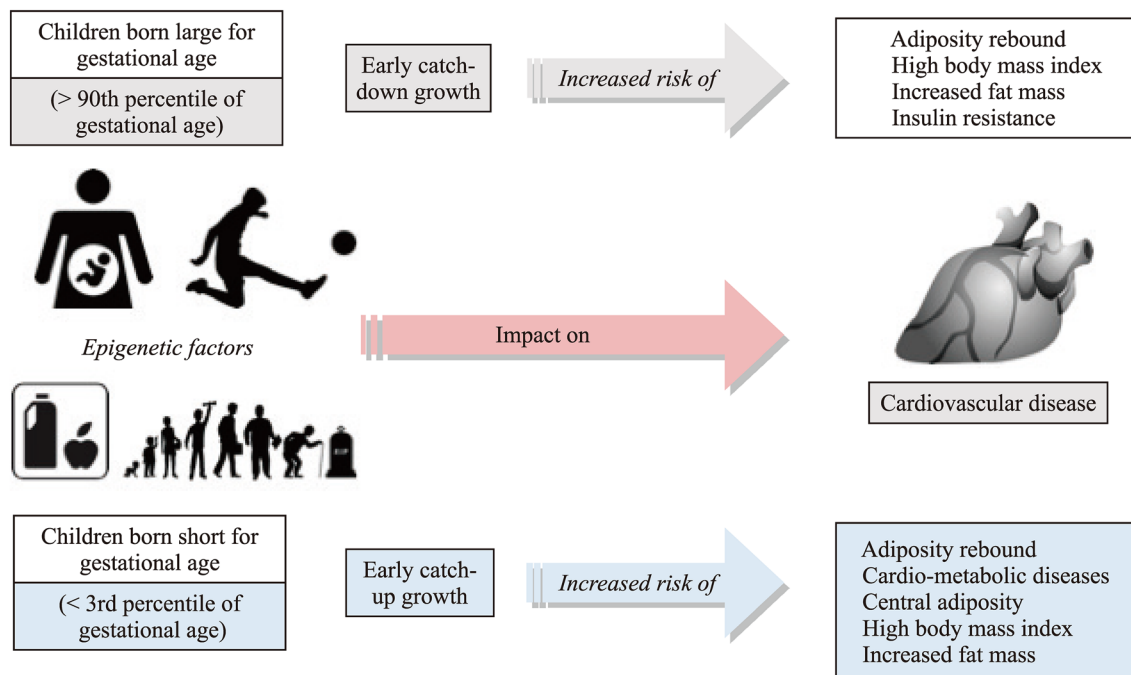 Children born large for
gestational age
(> 90th percentile of
gestational age)
Early catch-
down growth
Increased risk of
Adiposity rebound
High body mass index
Increased fat mass
Insulin resistance
Epigenetic factors
Impact on
Cardiovascular disease
Children born short for
gestational age
(< 3rd percentile of
gestational age)
Early catch-
up growth
Increased risk of
Adiposity rebound
Cardio-metabolic diseases
Central adiposity
High body mass index
Increased fat mass